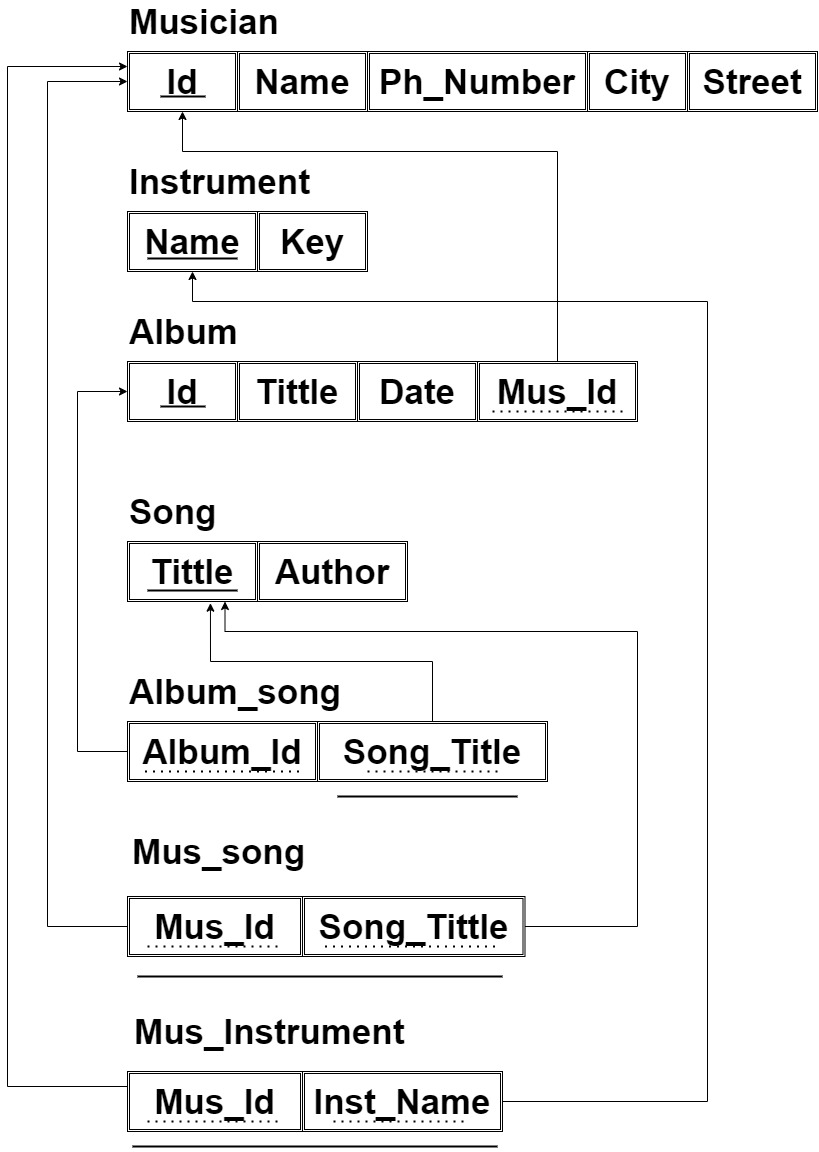 Musician
Id Name Ph_Number City Street
Instrument
Name Key
Album
Id Tittle Date Mus_Id
Song
Tittle Author
Album_song
Album_Id Song_Title
Mus_song
Mus_Id Song_Tittle
Mus_Instrument
Mus_Id Inst_Name